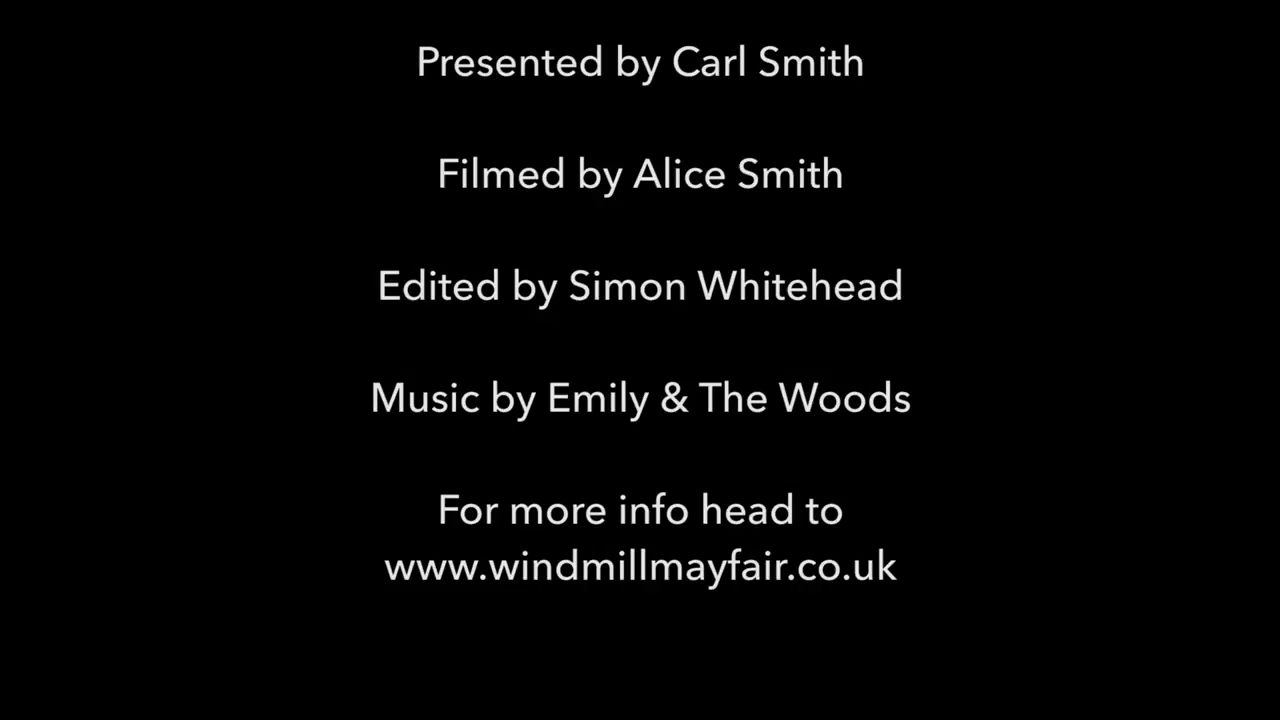 Presented by Carl Smith
Filmed by Alice Smith
Edited by Simon Whitehead
Music by Emily & The Woods
For more info head to
www.windmillmayfair.co.uk